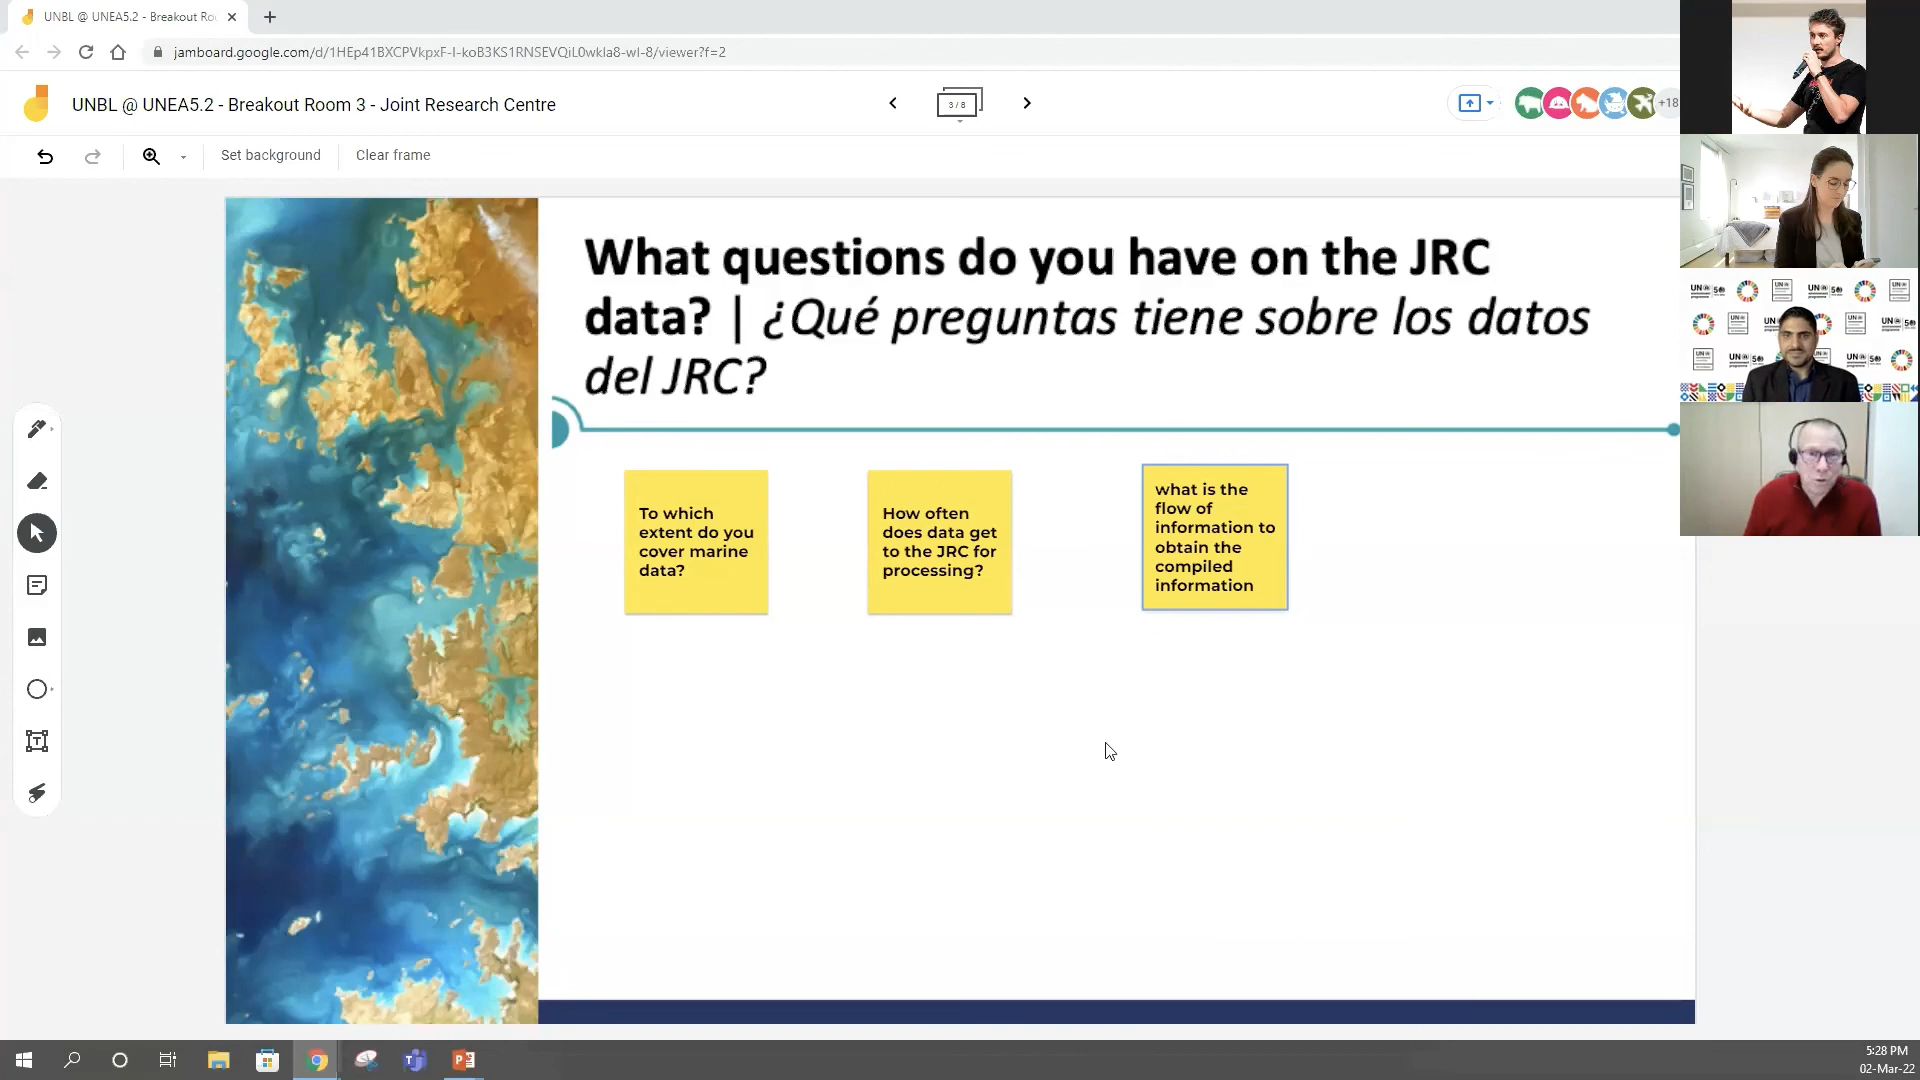 UNBL @ UNEA5.2 - Breakout Ro
jamboard.google.com/d/1HEp41BXCPVkpxF-I-koB3KS1RNSEVQiL0wkla8-wl-8/viewer?f=2
UNBL @ UNEA5.2 - Breakout Room 3 - Joint Research Centre
3 / 8
+18
Set background
Clear frame
What questions do you have on the JRC
data? | ¿Qué preguntas tiene sobre los datos
del JRC?
To which
extent do you
cover marine
data?
How often
does data get
to the JRC for
processing?
what is the
flow of
information to
obtain the
compiled
information
5:28 PM
02-Mar-22